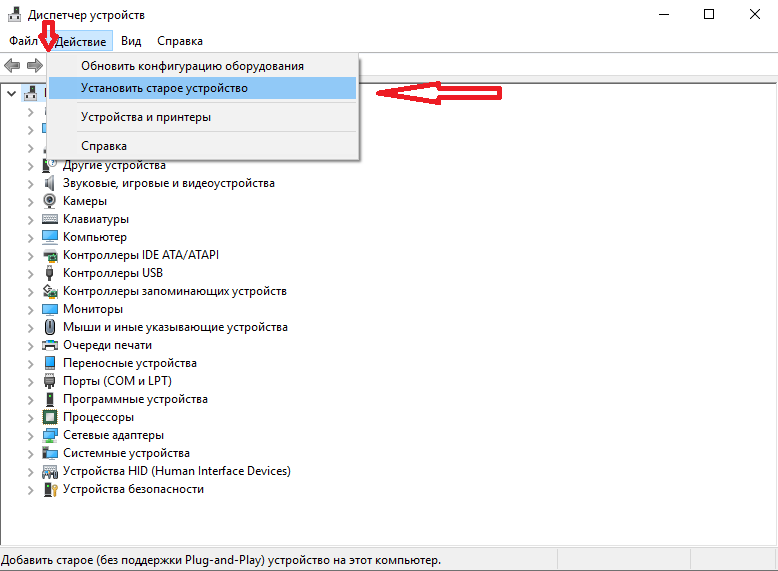 Диспетчер устройств
Файл Действие Вид Справка
Обновить конфигурацию оборудования
Установить старое устройство
Устройства и принтеры
Справка
Другие устройства
Звуковые, игровые и видеоустройства
Камеры
Клавиатуры
Компьютер
Контроллеры IDE ATA/ATAPI
Контроллеры USB
Контроллеры запоминающих устройств
Мониторы
Мыши и иные указывающие устройства
Очереди печати
Переносные устройства
Порты (COM и LPT)
Программные устройства
Процессоры
Сетевые адаптеры
Системные устройства
Устройства HID (Human Interface Devices)
Устройства безопасности
Добавить старое (без поддержки Plug-and-Play) устройство на этот компьютер.